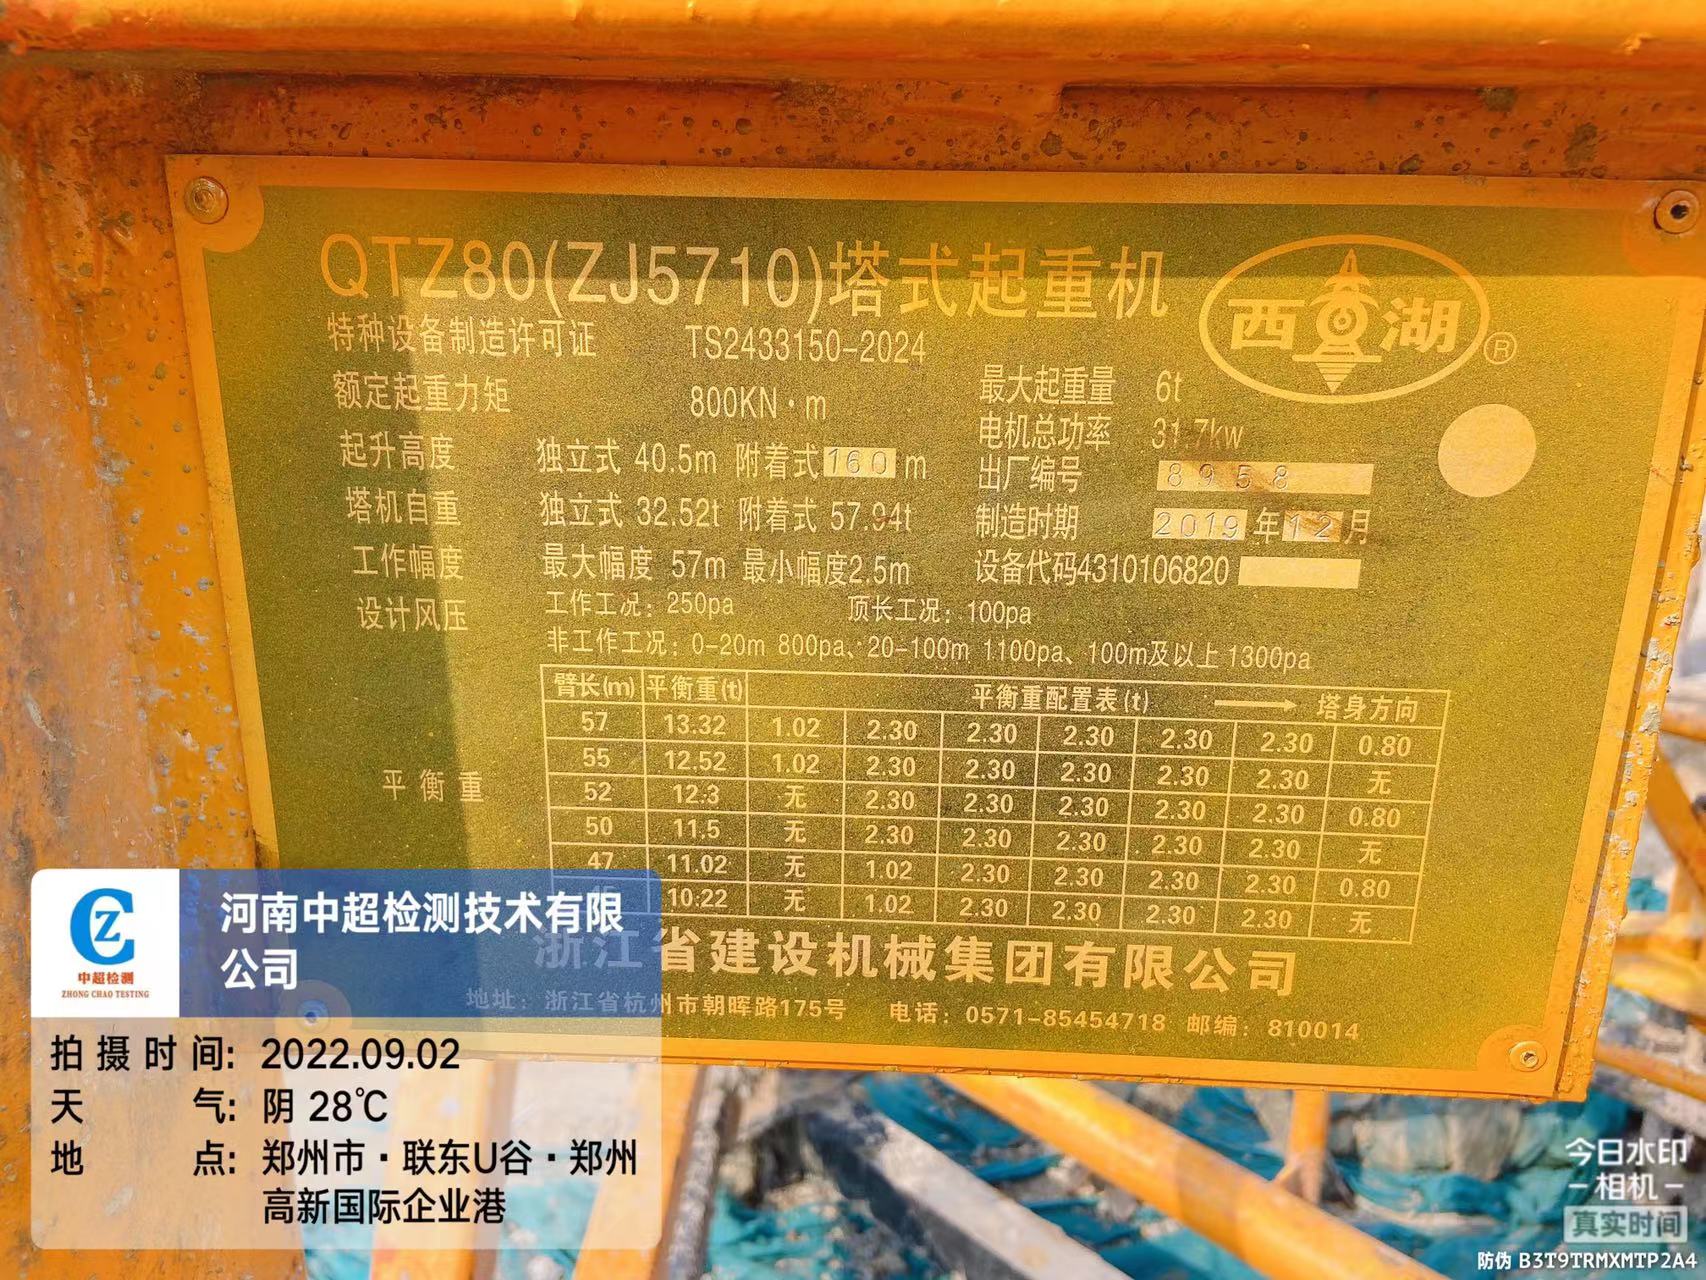 QTZ80(ZJ5710)塔式起重机
西湖®
特种设备制造许可证 TS2433150-2024
额定起重力矩 800KN·m
最大起重量 6t
电机总功率 31.7kw
起升高度 独立式 40.5m 附着式 160 m
出厂编号 8958
塔机自重 独立式 32.52t 附着式 57.94t
制造时期 2019 年 12 月
工作幅度 最大幅度 57m 最小幅度2.5m
设备代码4310106820
设计风压 工作工况: 250pa 顶长工况: 100pa
非工作工况: 0-20m 800pa、20-100m 1100pa、100m及以上 1300pa
平衡重
臂长(m) 平衡重(t) 平衡重配置表(t) → 塔身方向
57 13.32 1.02 2.30 2.30 2.30 2.30 2.30 0.80
55 12.52 1.02 2.30 2.30 2.30 2.30 2.30 无
52 12.3 无 2.30 2.30 2.30 2.30 2.30 0.80
50 11.5 无 2.30 2.30 2.30 2.30 2.30 无
47 11.02 无 1.02 2.30 2.30 2.30 2.30 0.80
10.22 无 1.02 2.30 2.30 2.30 2.30 无
浙江省建设机械集团有限公司
地址: 浙江省杭州市朝晖路175号 电话: 0571-85454718 邮编: 810014
CZ
中超检测
ZHONG CHAO TESTING
河南中超检测技术有限
公司
拍摄时间: 2022.09.02
天气: 阴 28℃
地点: 郑州市·联东U谷·郑州
高新国际企业港
今日水印
-相机-
真实时间
防伪 B3T9TRMXMTP2A4